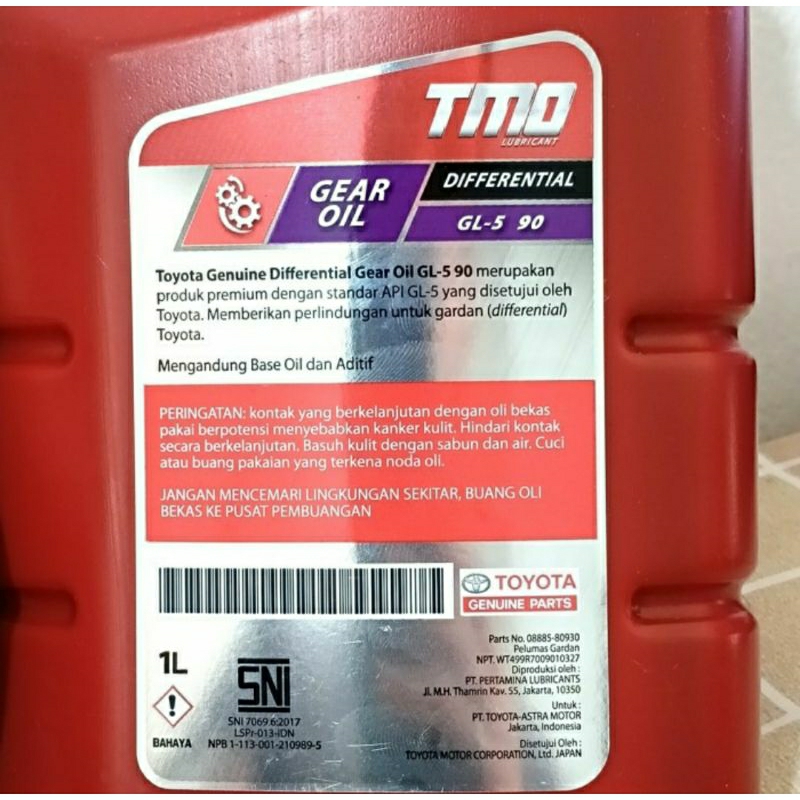 TMO
LUBRICANT
GEAR
OIL
DIFFERENTIAL
GL-5 90
Toyota Genuine Differential Gear Oil GL-5 90 merupakan
produk premium dengan standar API GL-5 yang disetujui oleh
Toyota. Memberikan perlindungan untuk gardan (differential)
Toyota.
Mengandung Base Oil dan Aditif
PERINGATAN: kontak yang berkelanjutan dengan oli bekas
pakai berpotensi menyebabkan kanker kulit. Hindari kontak
secara berkelanjutan. Basuh kulit dengan sabun dan air. Cuci
atau buang pakaian yang terkena noda oli.
JANGAN MENCEMARI LINGKUNGAN SEKITAR, BUANG OLI
BEKAS KE PUSAT PEMBUANGAN
TOYOTA
GENUINE PARTS
1L
!
BAHAYA
SNI
SNI 7069.6:2017
LSPr-013-IDN
NPB 1-113-001-210989-5
Parts No. 08885-80930
Pelumas Gardan
NPT. WT499R7009010327
Diproduksi oleh :
PT. PERTAMINA LUBRICANTS
Jl. M.H. Thamrin Kav. 55, Jakarta, 10350
Untuk :
PT. TOYOTA-ASTRA MOTOR
Jakarta, Indonesia
Disetujui Oleh :
TOYOTA MOTOR CORPORATION, Ltd. JAPAN